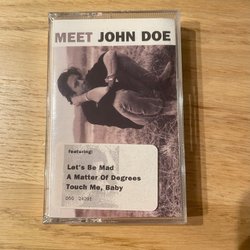 MEET JOHN DOE
featuring:
Let's Be Mad
A Matter Of Degrees
Touch Me, Baby